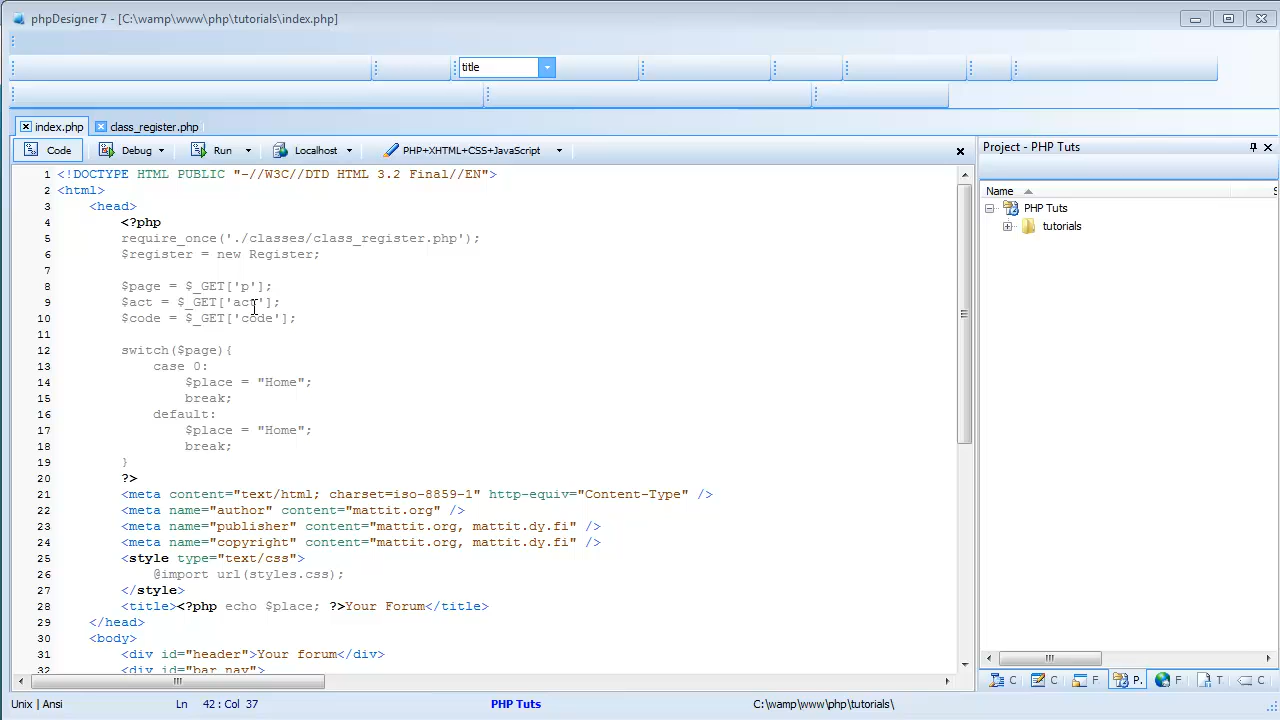 phpDesigner 7 - [C:\wamp\www\php\tutorials\index.php]
title
index.php class_register.php
Code Debug Run Localhost PHP+XHTML+CSS+JavaScript
Project - PHP Tuts
Name S
PHP Tuts
tutorials
1 <!DOCTYPE HTML PUBLIC "-//W3C//DTD HTML 3.2 Final//EN">
2 <html>
3 <head>
4 <?php
5 require_once('./classes/class_register.php');
6 $register = new Register;
7
8 $page = $_GET['p'];
9 $act = $_GET['act'];
10 $code = $_GET['code'];
11
12 switch($page){
13 case 0:
14 $place = "Home";
15 break;
16 default:
17 $place = "Home";
18 break;
19 }
20 ?>
21 <meta content="text/html; charset=iso-8859-1" http-equiv="Content-Type" />
22 <meta name="author" content="mattit.org" />
23 <meta name="publisher" content="mattit.org, mattit.dy.fi" />
24 <meta name="copyright" content="mattit.org, mattit.dy.fi" />
25 <style type="text/css">
26 @import url(styles.css);
27 </style>
28 <title><?php echo $place; ?>Your Forum</title>
29 </head>
30 <body>
31 <div id="header">Your forum</div>
32 <div id="bar_nav">
C C F P. F T C
Unix | Ansi Ln 42 : Col 37 PHP Tuts C:\wamp\www\php\tutorials\